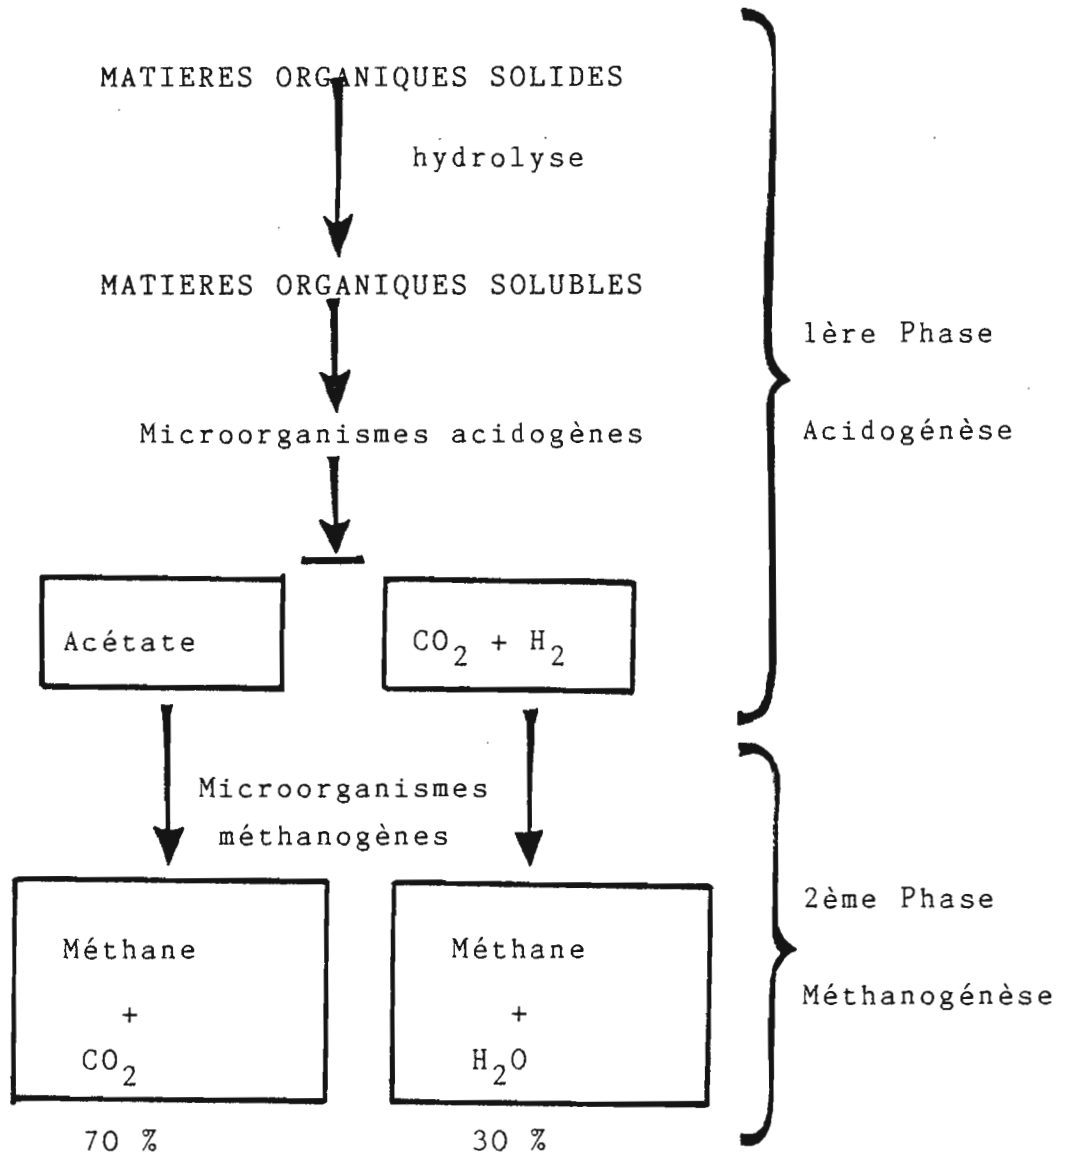 MATIERES ORGANIQUES SOLIDES
hydrolyse
MATIERES ORGANIQUES SOLUBLES
Microorganismes acidogènes
Acétate
CO2 + H2
1ère Phase
Acidogénèse
Microorganismes
méthanogènes
Méthane
+
CO2
70 %
Méthane
+
H2O
30 %
2ème Phase
Méthanogénèse